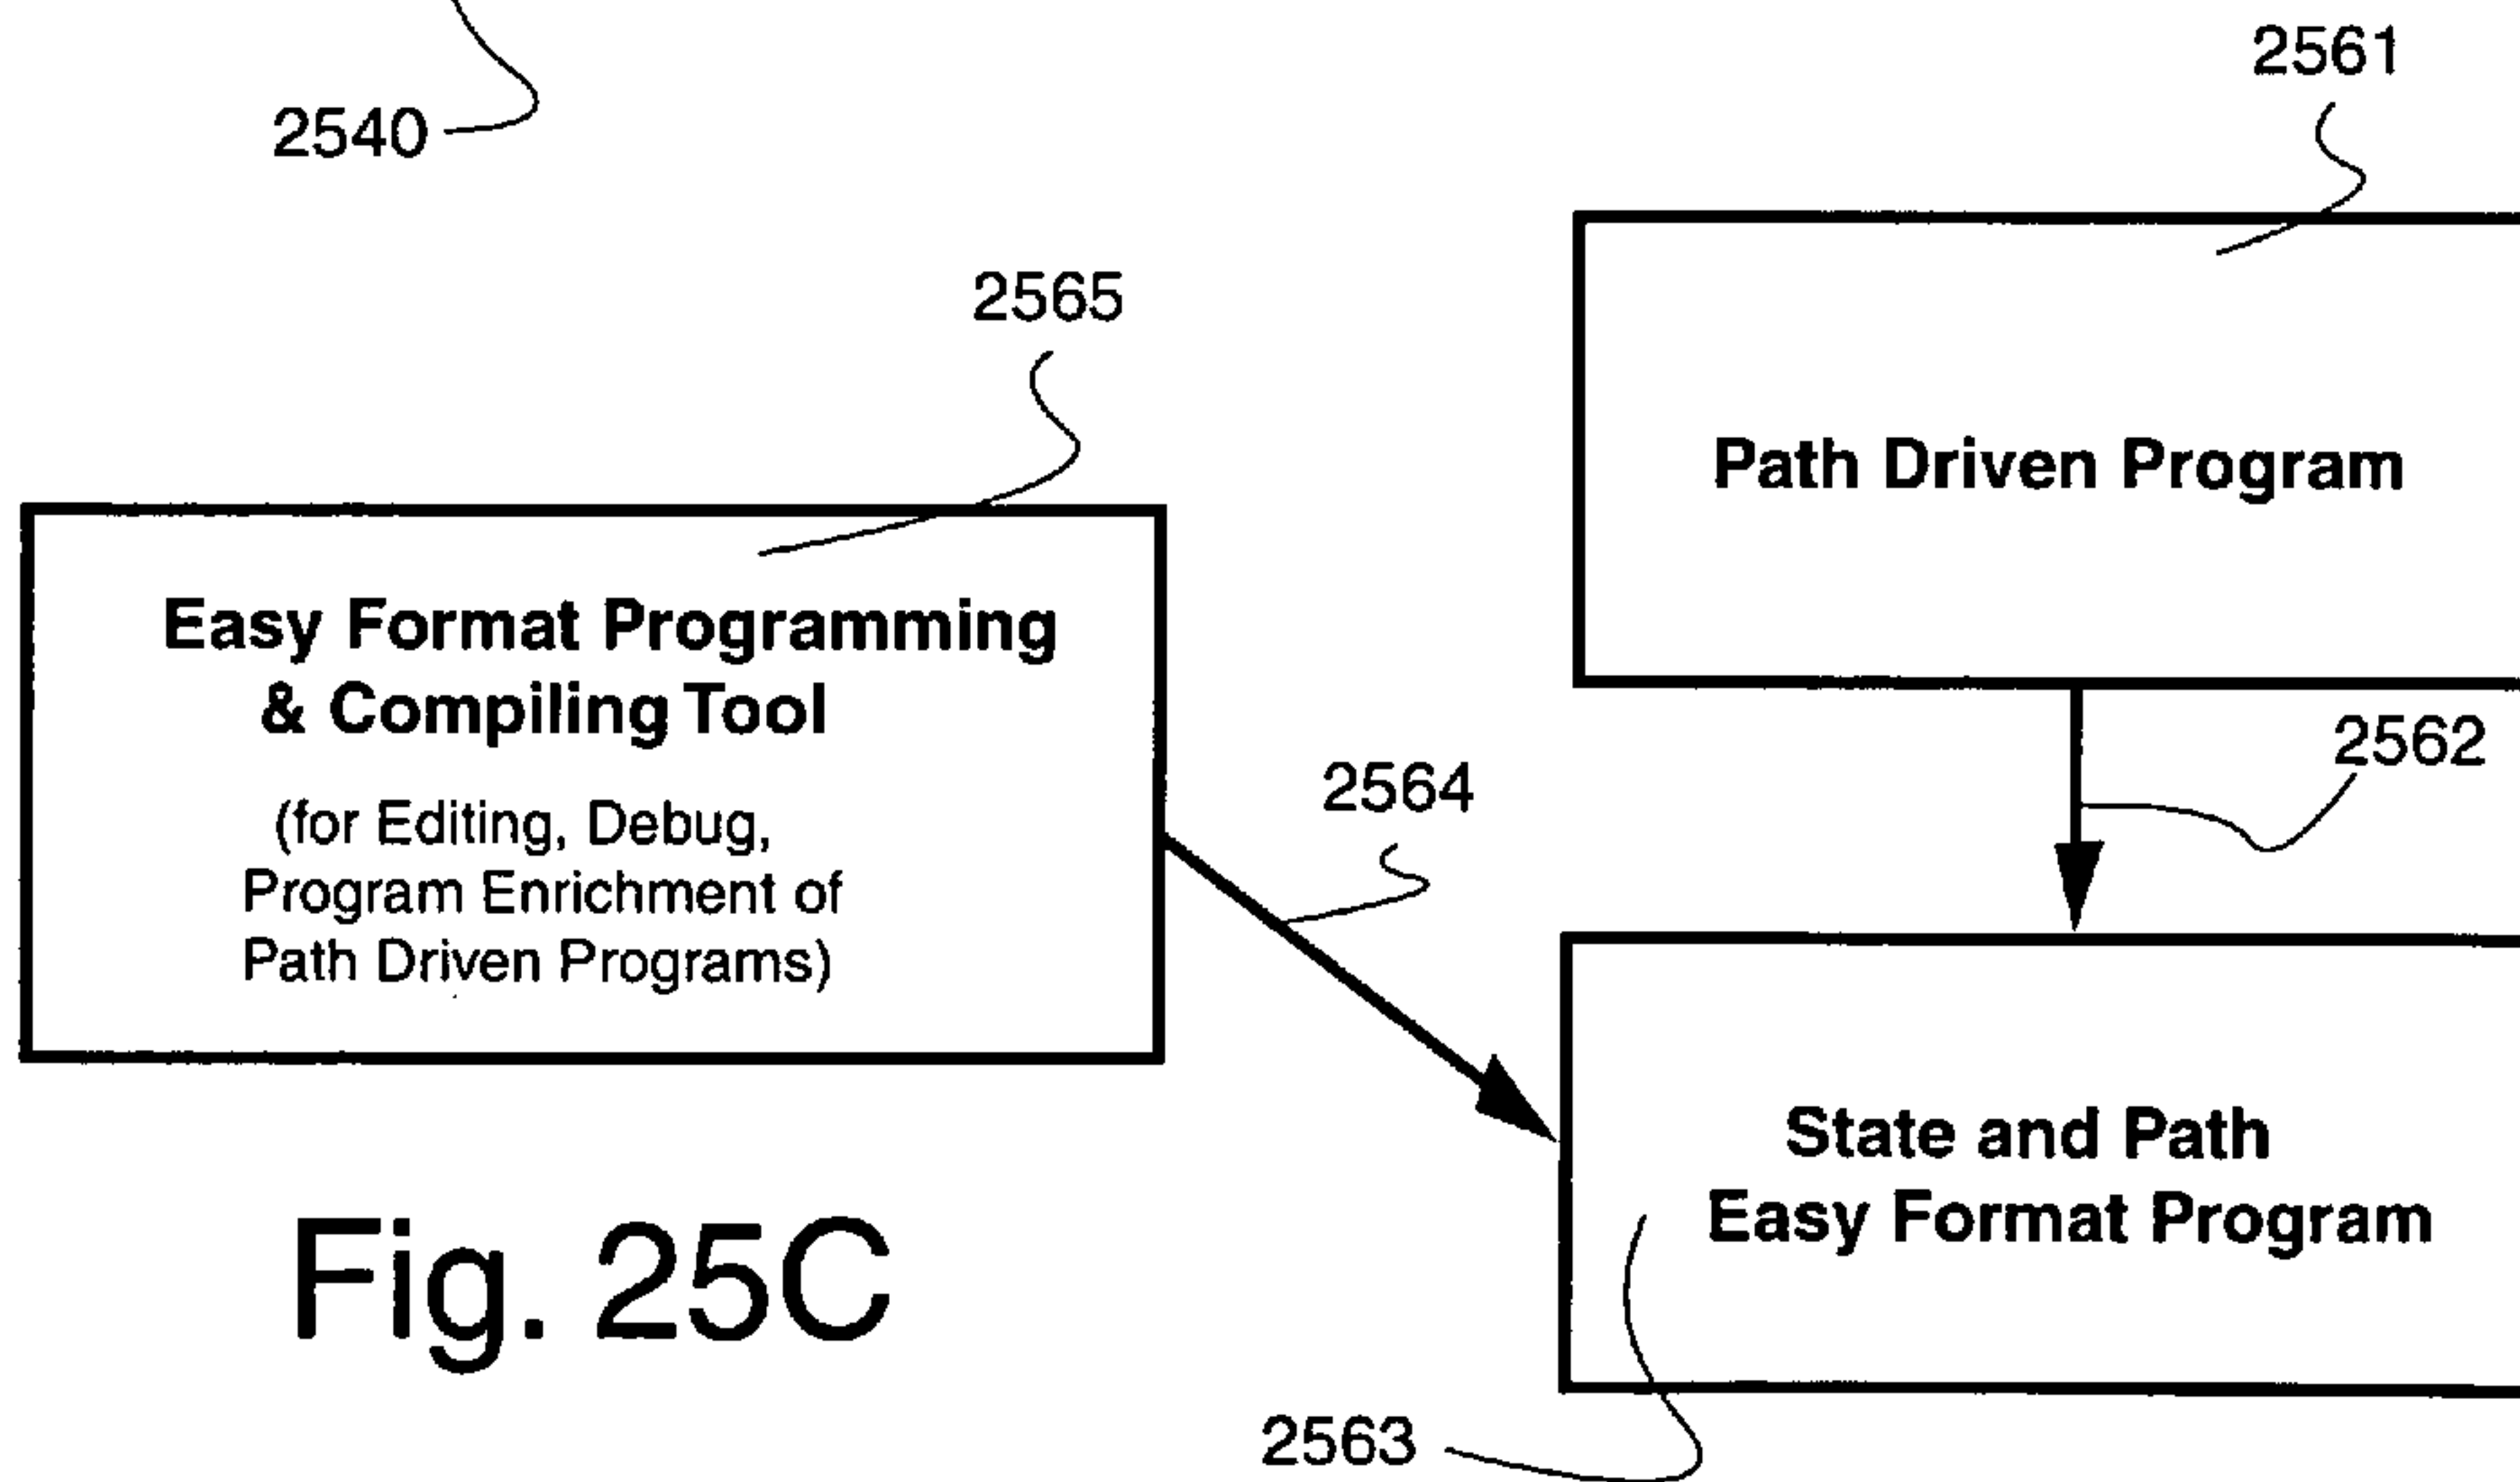 2561
2540
2565
Path Driven Program
Easy Format Programming
& Compiling Tool
(for Editing, Debug,
Program Enrichment of
Path Driven Programs)
2564
2562
State and Path
Easy Format Program
Fig. 25C
2563